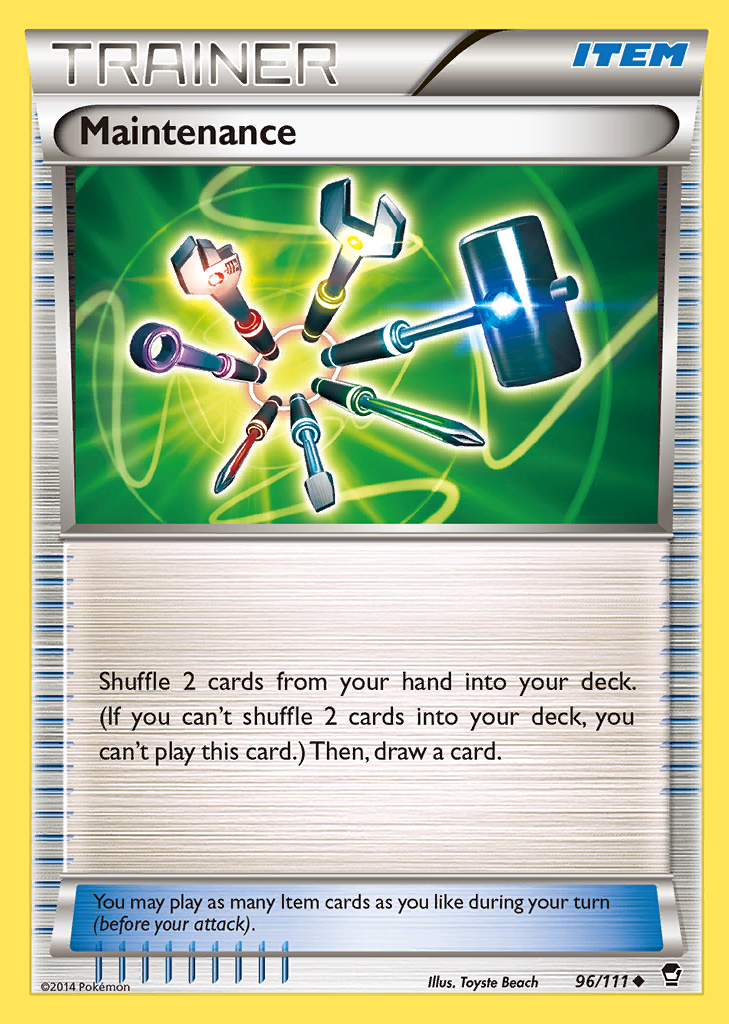 TRAINER
ITEM
Maintenance
Shuffle 2 cards from your hand into your deck.
(If you can't shuffle 2 cards into your deck, you
can't play this card.) Then, draw a card.
You may play as many Item cards as you like during your turn
(before your attack).
©2014 Pokémon
Illus. Toyste Beach
96/111